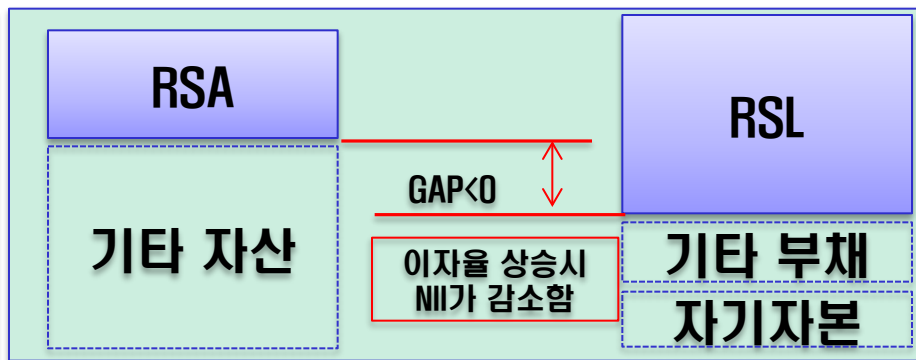 RSA
기타 자산
GAP<0
이자율 상승시
NII가 감소함
RSL
기타 부채
자기자본